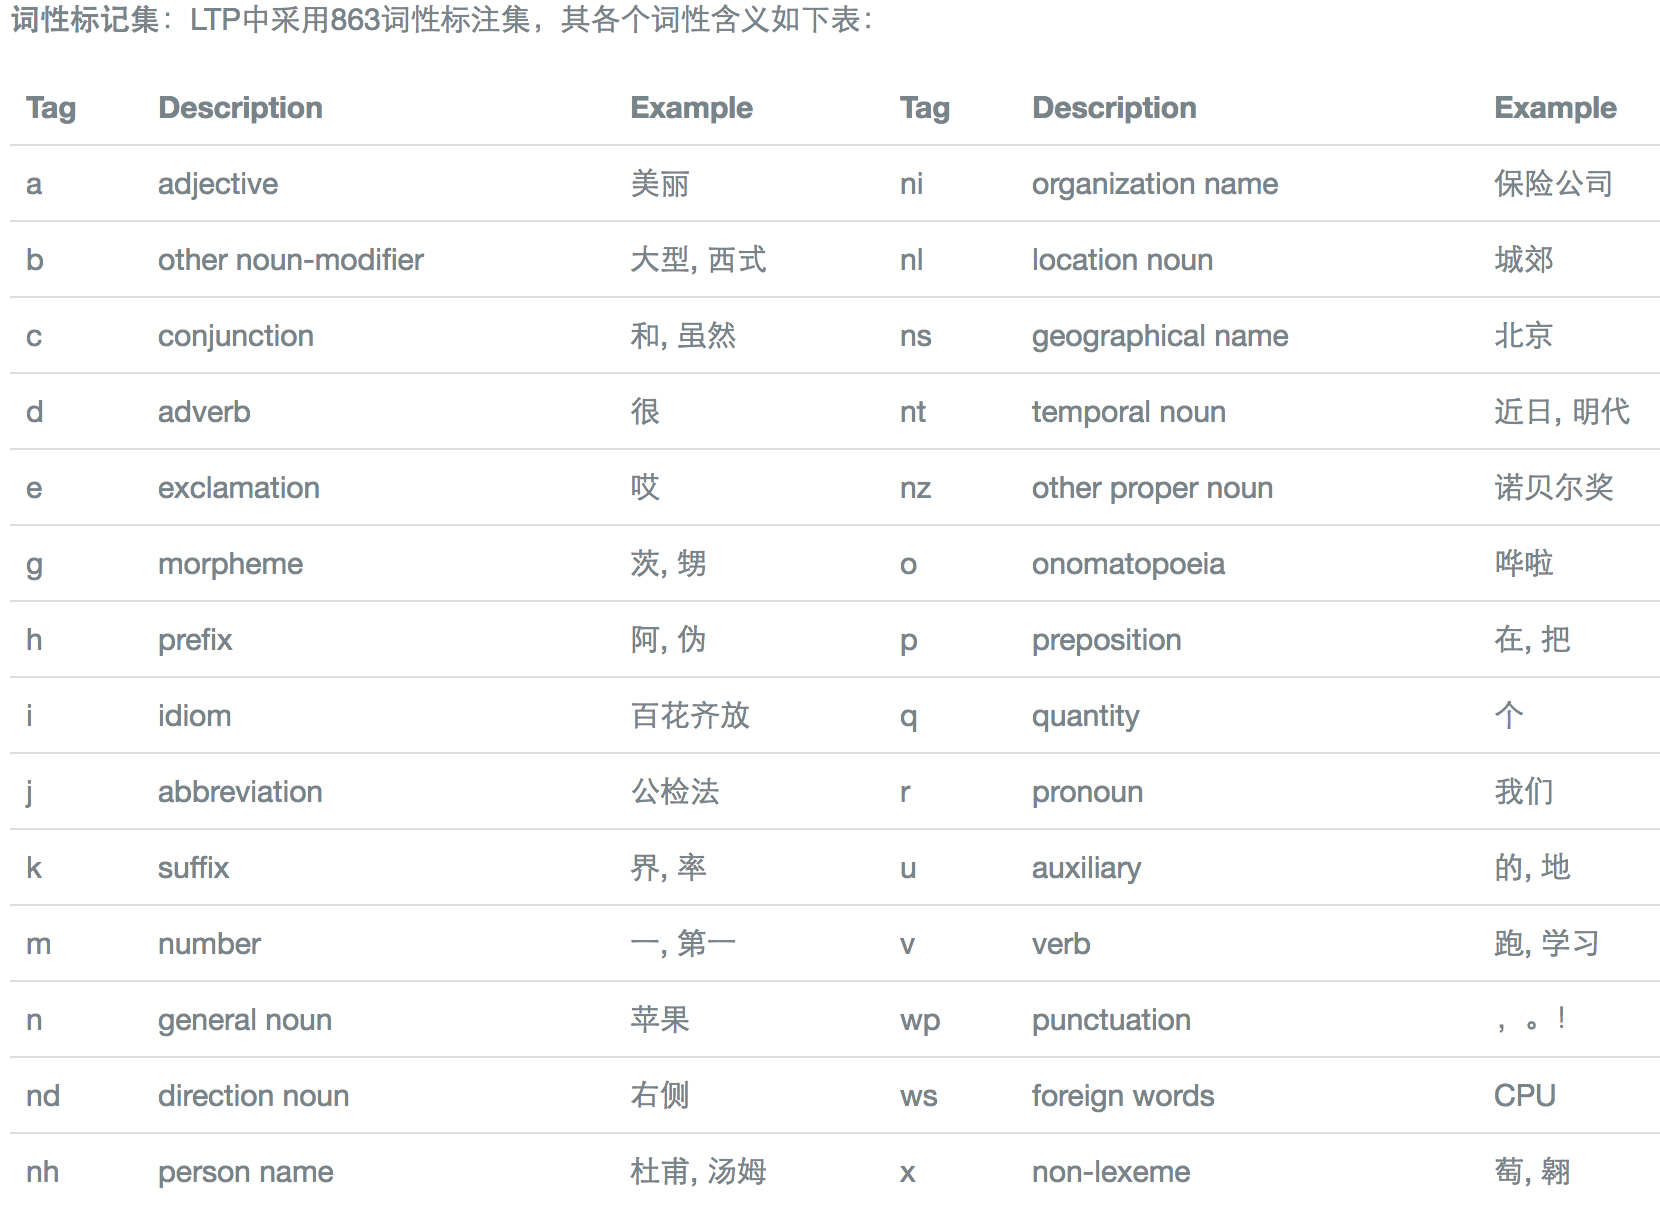 词性标记集：LTP中采用863词性标注集，其各个词性含义如下表：
Tag Description Example Tag Description Example
a adjective 美丽 ni organization name 保险公司
b other noun-modifier 大型, 西式 nl location noun 城郊
c conjunction 和, 虽然 ns geographical name 北京
d adverb 很 nt temporal noun 近日, 明代
e exclamation 哎 nz other proper noun 诺贝尔奖
g morpheme 茨, 甥 o onomatopoeia 哗啦
h prefix 阿, 伪 p preposition 在, 把
i idiom 百花齐放 q quantity 个
j abbreviation 公检法 r pronoun 我们
k suffix 界, 率 u auxiliary 的, 地
m number 一, 第一 v verb 跑, 学习
n general noun 苹果 wp punctuation ，。！
nd direction noun 右侧 ws foreign words CPU
nh person name 杜甫, 汤姆 x non-lexeme 萄, 翱